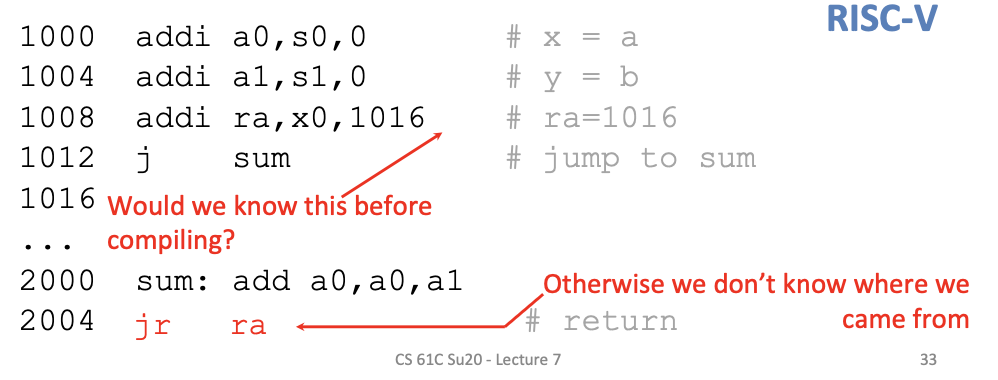 RISC-V
1000 addi a0,s0,0 # x = a
1004 addi a1,s1,0 # y = b
1008 addi ra,x0,1016 # ra=1016
1012 j sum # jump to sum
1016 Would we know this before
compiling?
...
2000 sum: add a0,a0,a1
Otherwise we don't know where we
came from
2004 jr ra # return
CS 61C Su20 - Lecture 7
33